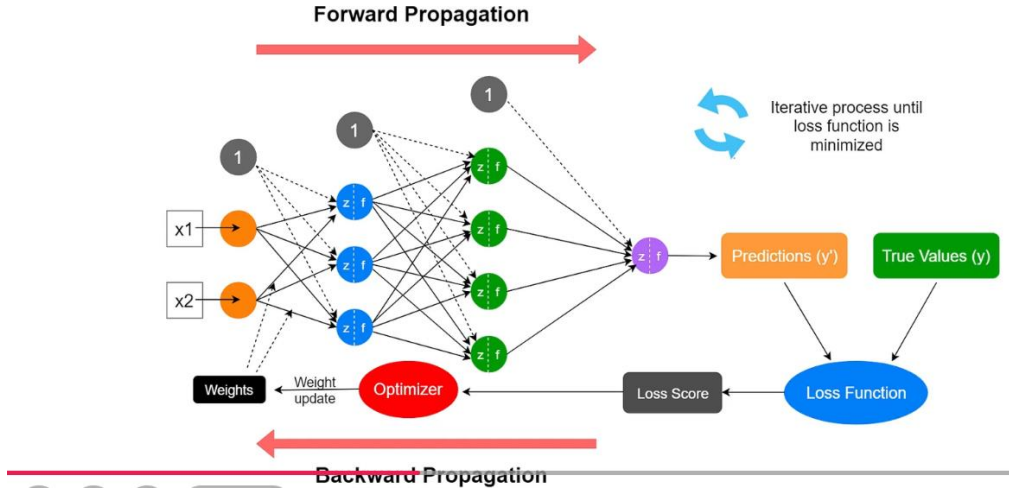 Forward Propagation
1
1
1
Iterative process until
loss function is
minimized
z f
z f
z f
z f
z f
z f
z f
z f
x1
x2
Predictions (y')
True Values (y)
Weights
Weight
update
Optimizer
Loss Score
Loss Function
Backward Propagation